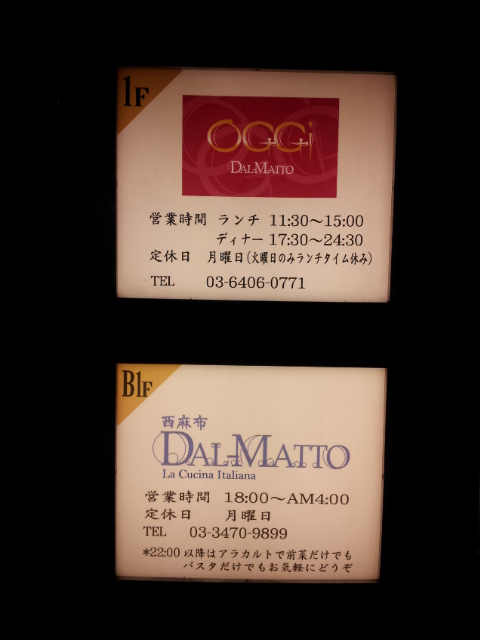 1F
OGGi
DAL-MATTO
営業時間 ランチ 11:30〜15:00
ディナー 17:30〜24:30
定休日 月曜日(火曜日のみランチタイム休み)
TEL 03-6406-0771
B1F
西麻布
DAL-MATTO
La Cucina Italiana
営業時間 18:00〜AM4:00
定休日 月曜日
TEL 03-3470-9899
*22:00以降はアラカルトで前菜だけでも
パスタだけでもお気軽にどうぞ